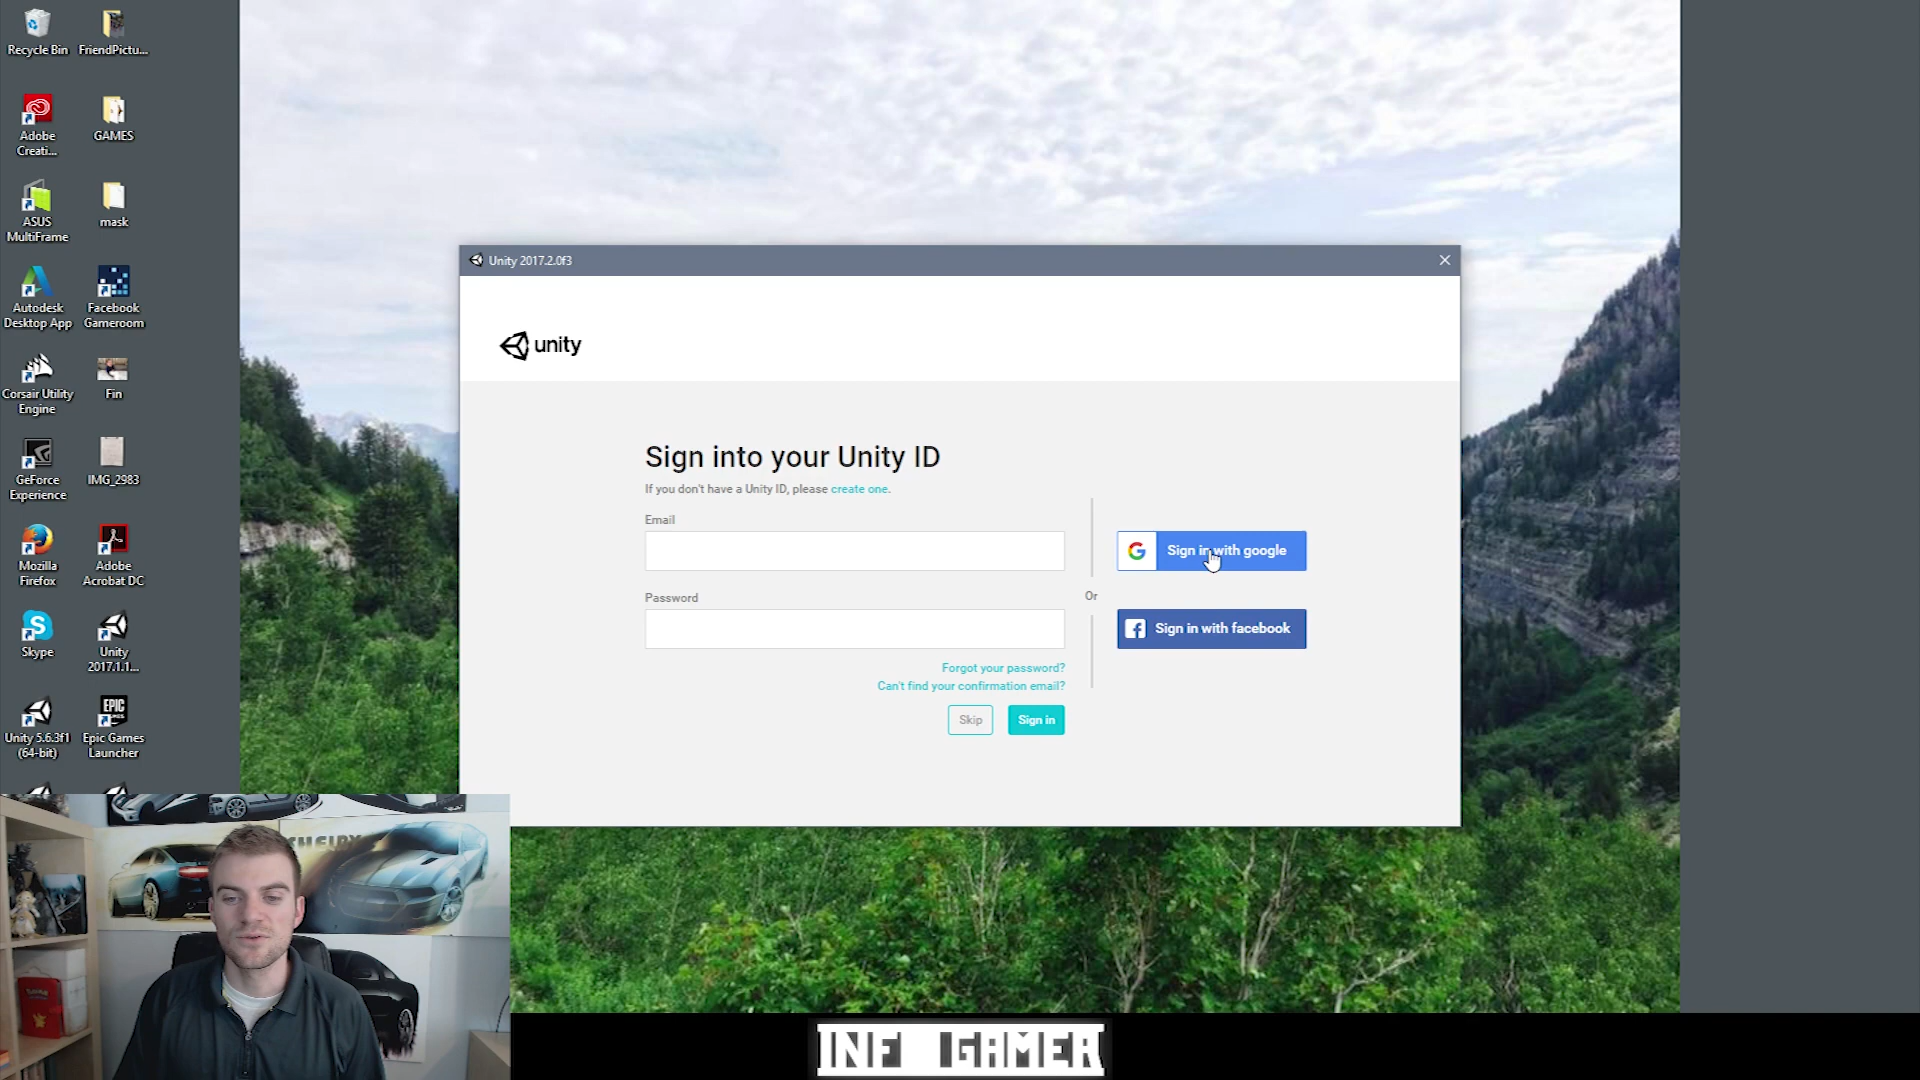 Recycle Bin
FriendPictu...
Adobe
Creati...
GAMES
ASUS
MultiFrame
mask
Autodesk
Desktop App
Facebook
Gameroom
Corsair Utility
Engine
Fin
GeForce
Experience
IMG_2983
Mozilla
Firefox
Adobe
Acrobat DC
Skype
Unity
2017.1.1...
Unity 5.6.3f1
(64-bit)
EPIC
Epic Games
Launcher
Unity 2017.2.0f3
unity
Sign into your Unity ID
If you don't have a Unity ID, please create one.
Email
Sign in with google
Password
Or
Sign in with facebook
Forgot your password?
Can't find your confirmation email?
Skip
Sign in
INF GAMER